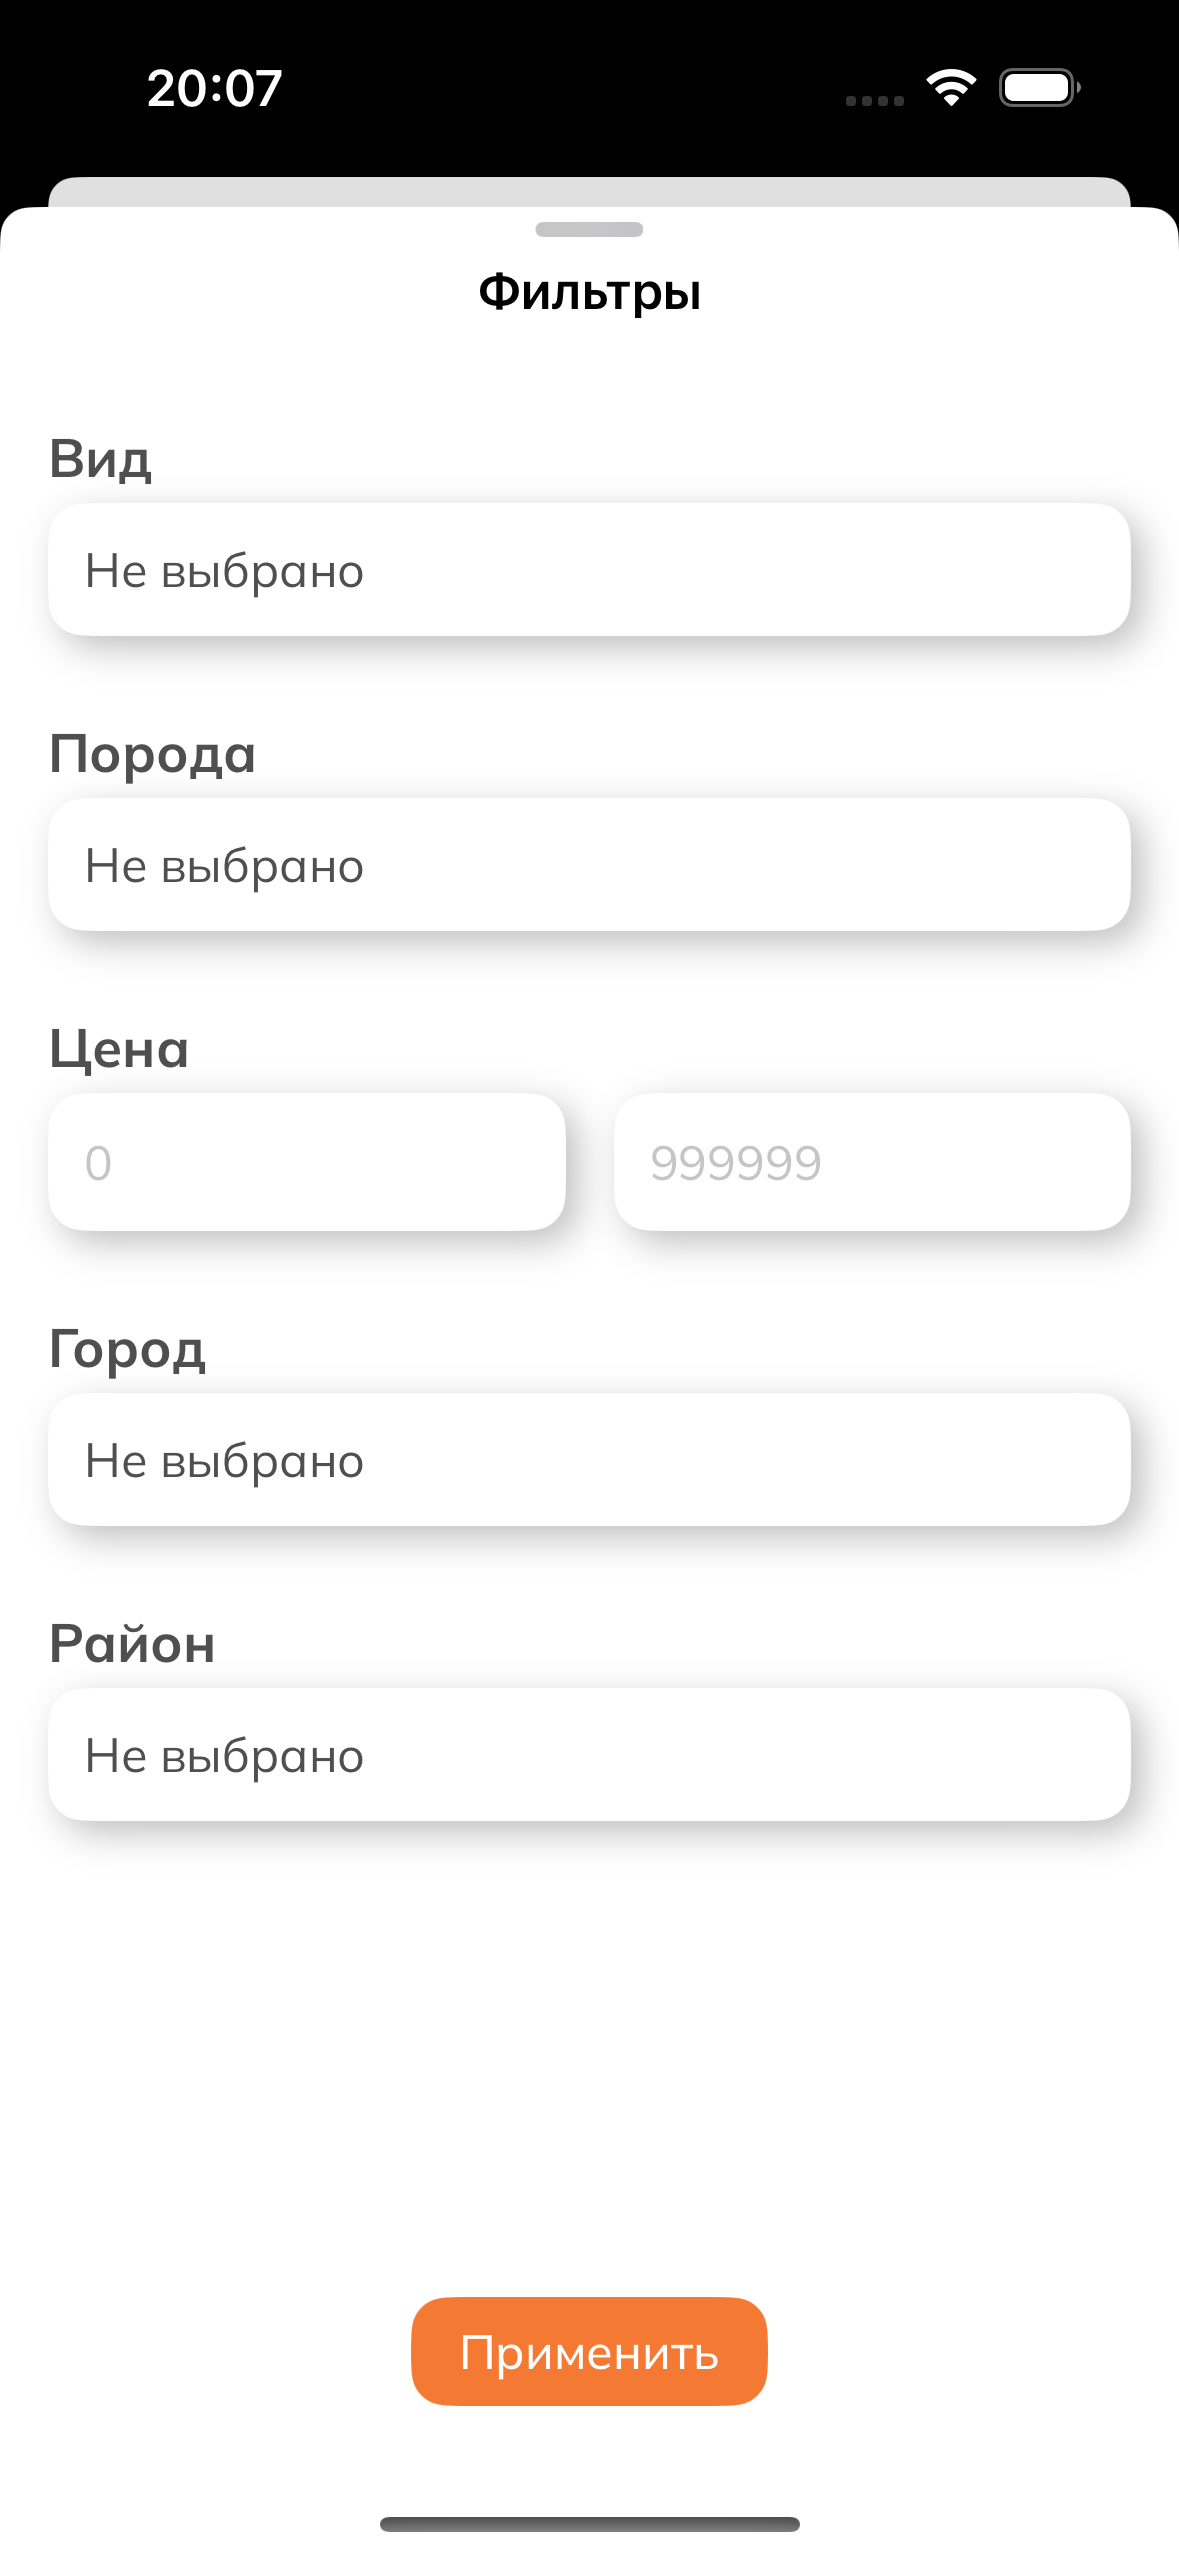 20:07
Фильтры
Вид
Не выбрано
Порода
Не выбрано
Цена
0 999999
Город
Не выбрано
Район
Не выбрано
Применить